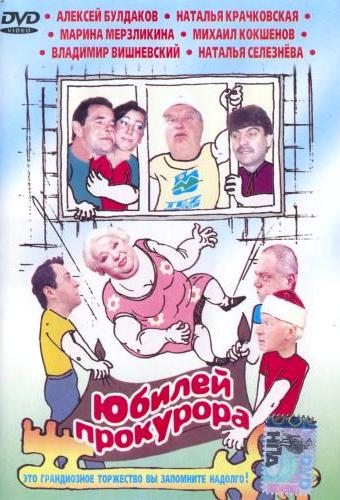 DVD
VIDEO
• АЛЕКСЕЙ БУЛДАКОВ • НАТАЛЬЯ КРАЧКОВСКАЯ •
МАРИНА МЕРЗЛИКИНА • МИХАИЛ КОКШЕНОВ •
• ВЛАДИМИР ВИШНЕВСКИЙ • НАТАЛЬЯ СЕЛЕЗНЁВА •
Юбилей
прокурора
ЭТО ГРАНДИОЗНОЕ ТОРЖЕСТВО ВЫ ЗАПОМНИТЕ НАДОЛГО!